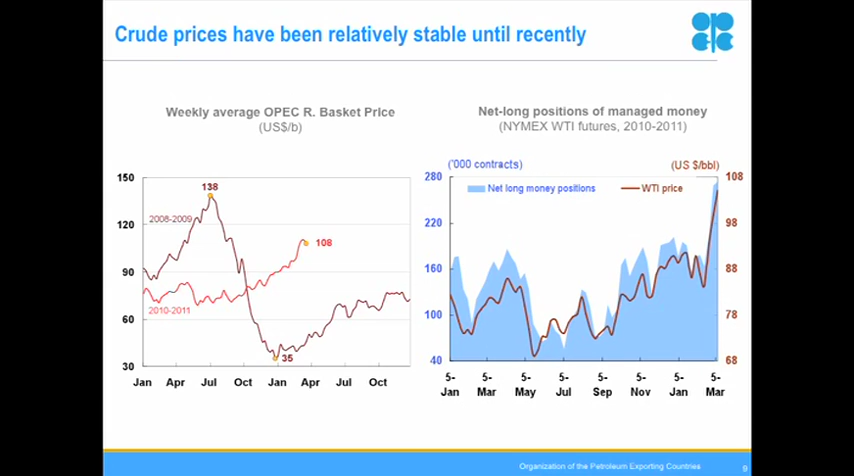 Crude prices have been relatively stable until recently
Weekly average OPEC R. Basket Price
(US$/b)
150
120
90
60
30
138
2008-2009
108
2010-2011
35
Jan Apr Jul Oct Jan Apr Jul Oct
Net-long positions of managed money
(NYMEX WTI futures, 2010-2011)
('000 contracts) (US $/bbl)
Net long money positions WTI price
280
220
160
100
40
108
98
88
78
68
5- 5- 5- 5- 5- 5- 5- 5-
Jan Mar May Jul Sep Nov Jan Mar
Organization of the Petroleum Exporting Countries 9